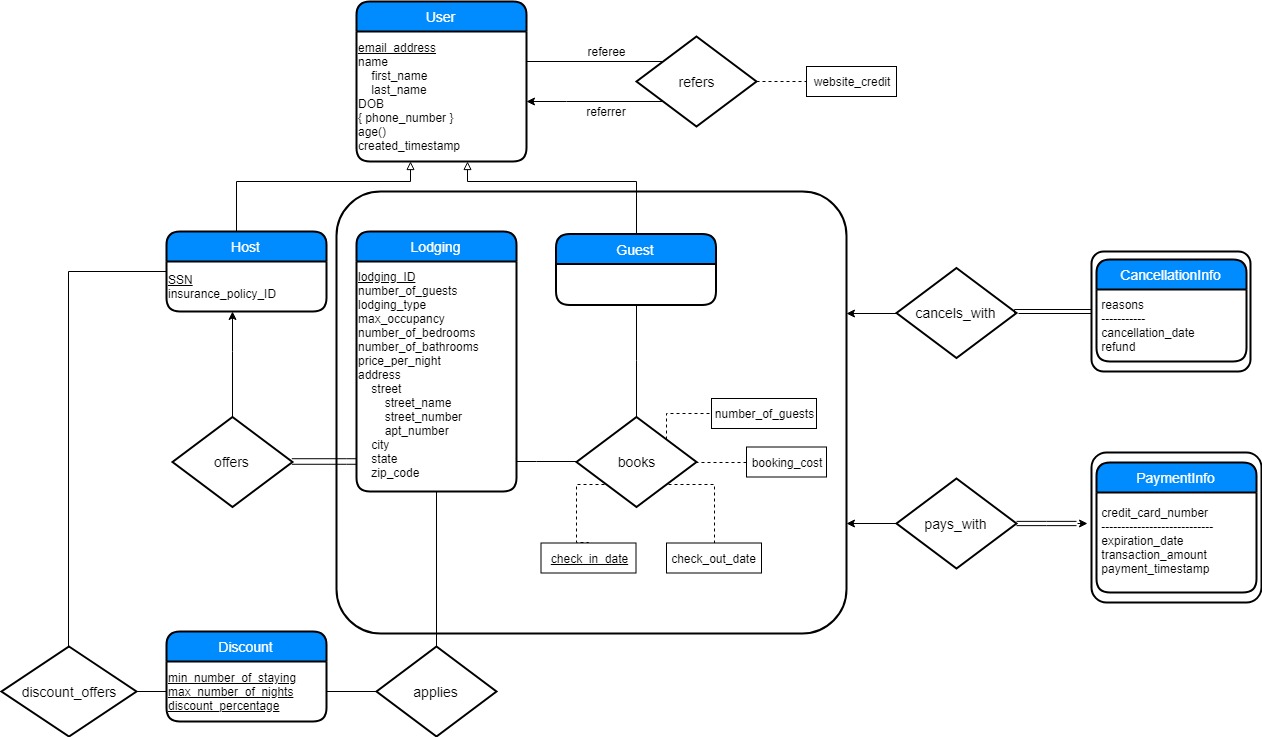 User
email_address
name
first_name
last_name
DOB
{ phone_number }
age()
created_timestamp
referee
refers
referrer
website_credit
Host
SSN
insurance_policy_ID
Lodging
lodging_ID
number_of_guests
lodging_type
max_occupancy
number_of_bedrooms
number_of_bathrooms
price_per_night
address
street
street_name
street_number
apt_number
city
state
zip_code
Guest
offers
books
number_of_guests
booking_cost
check_in_date
check_out_date
cancels_with
CancellationInfo
reasons
-----------
cancellation_date
refund
pays_with
PaymentInfo
credit_card_number
----------------------------
expiration_date
transaction_amount
payment_timestamp
discount_offers
Discount
min_number_of_staying
max_number_of_nights
discount_percentage
applies